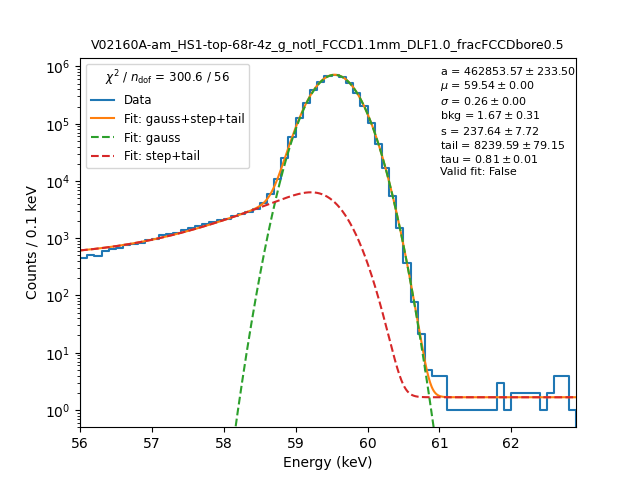 V02160A-am_HS1-top-68r-4z_g_notl_FCCD1.1mm_DLF1.0_fracFCCDbore0.5
χ² / n_dof = 300.6 / 56
Data
Fit: gauss+step+tail
Fit: gauss
Fit: step+tail
a = 462853.57 ± 233.50
μ = 59.54 ± 0.00
σ = 0.26 ± 0.00
bkg = 1.67 ± 0.31
s = 237.64 ± 7.72
tail = 8239.59 ± 79.15
tau = 0.81 ± 0.01
Valid fit: False
Counts / 0.1 keV
10⁶
10⁵
10⁴
10³
10²
10¹
10⁰
56 57 58 59 60 61 62
Energy (keV)